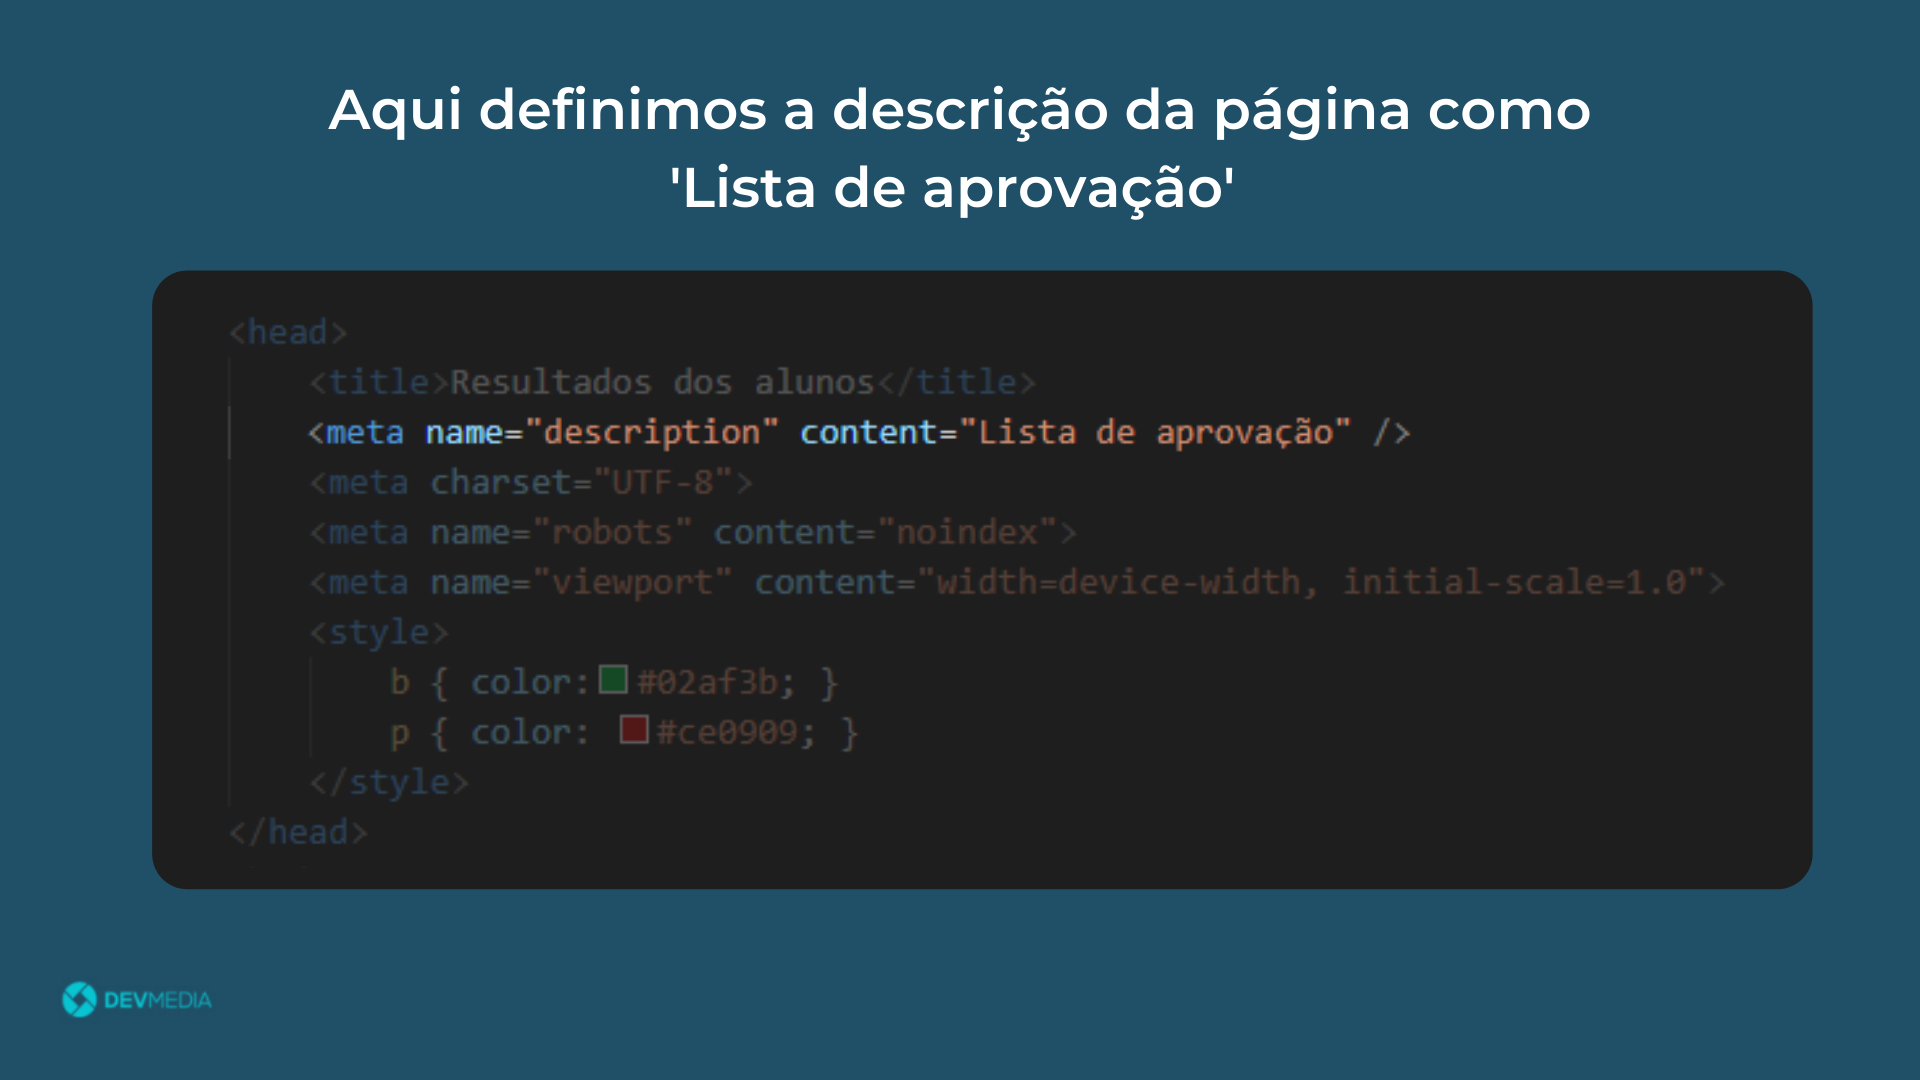 Aqui definimos a descrição da página como
'Lista de aprovação'
<head>
<title>Resultados dos alunos</title>
<meta name="description" content="Lista de aprovação" />
<meta charset="UTF-8">
<meta name="robots" content="noindex">
<meta name="viewport" content="width=device-width, initial-scale=1.0">
<style>
b { color: #02af3b; }
p { color: #ce0909; }
</style>
</head>
DEVMEDIA